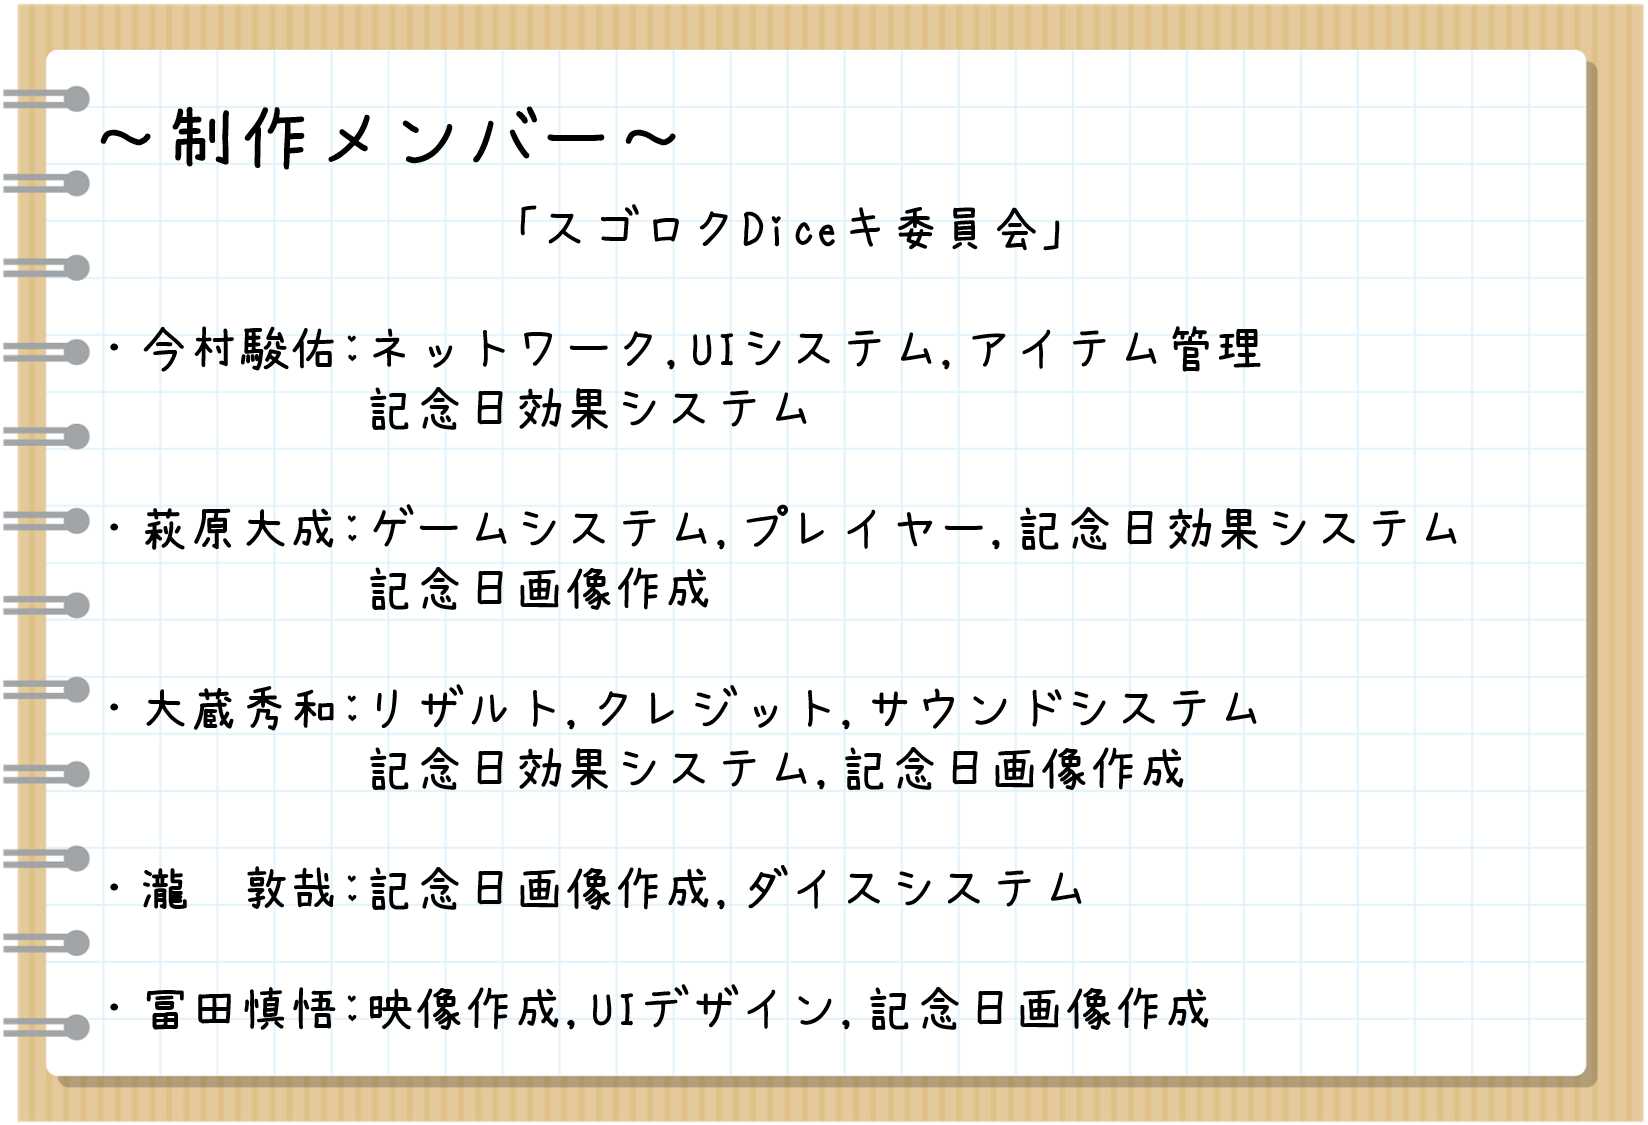 ～制作メンバー～
「スゴロクDiceキ委員会」
・今村駿佑:ネットワーク,UIシステム,アイテム管理
記念日効果システム
・萩原大成:ゲームシステム,プレイヤー,記念日効果システム
記念日画像作成
・大蔵秀和:リザルト,クレジット,サウンドシステム
記念日効果システム,記念日画像作成
・瀧　敦哉:記念日画像作成,ダイスシステム
・冨田慎悟:映像作成,UIデザイン,記念日画像作成